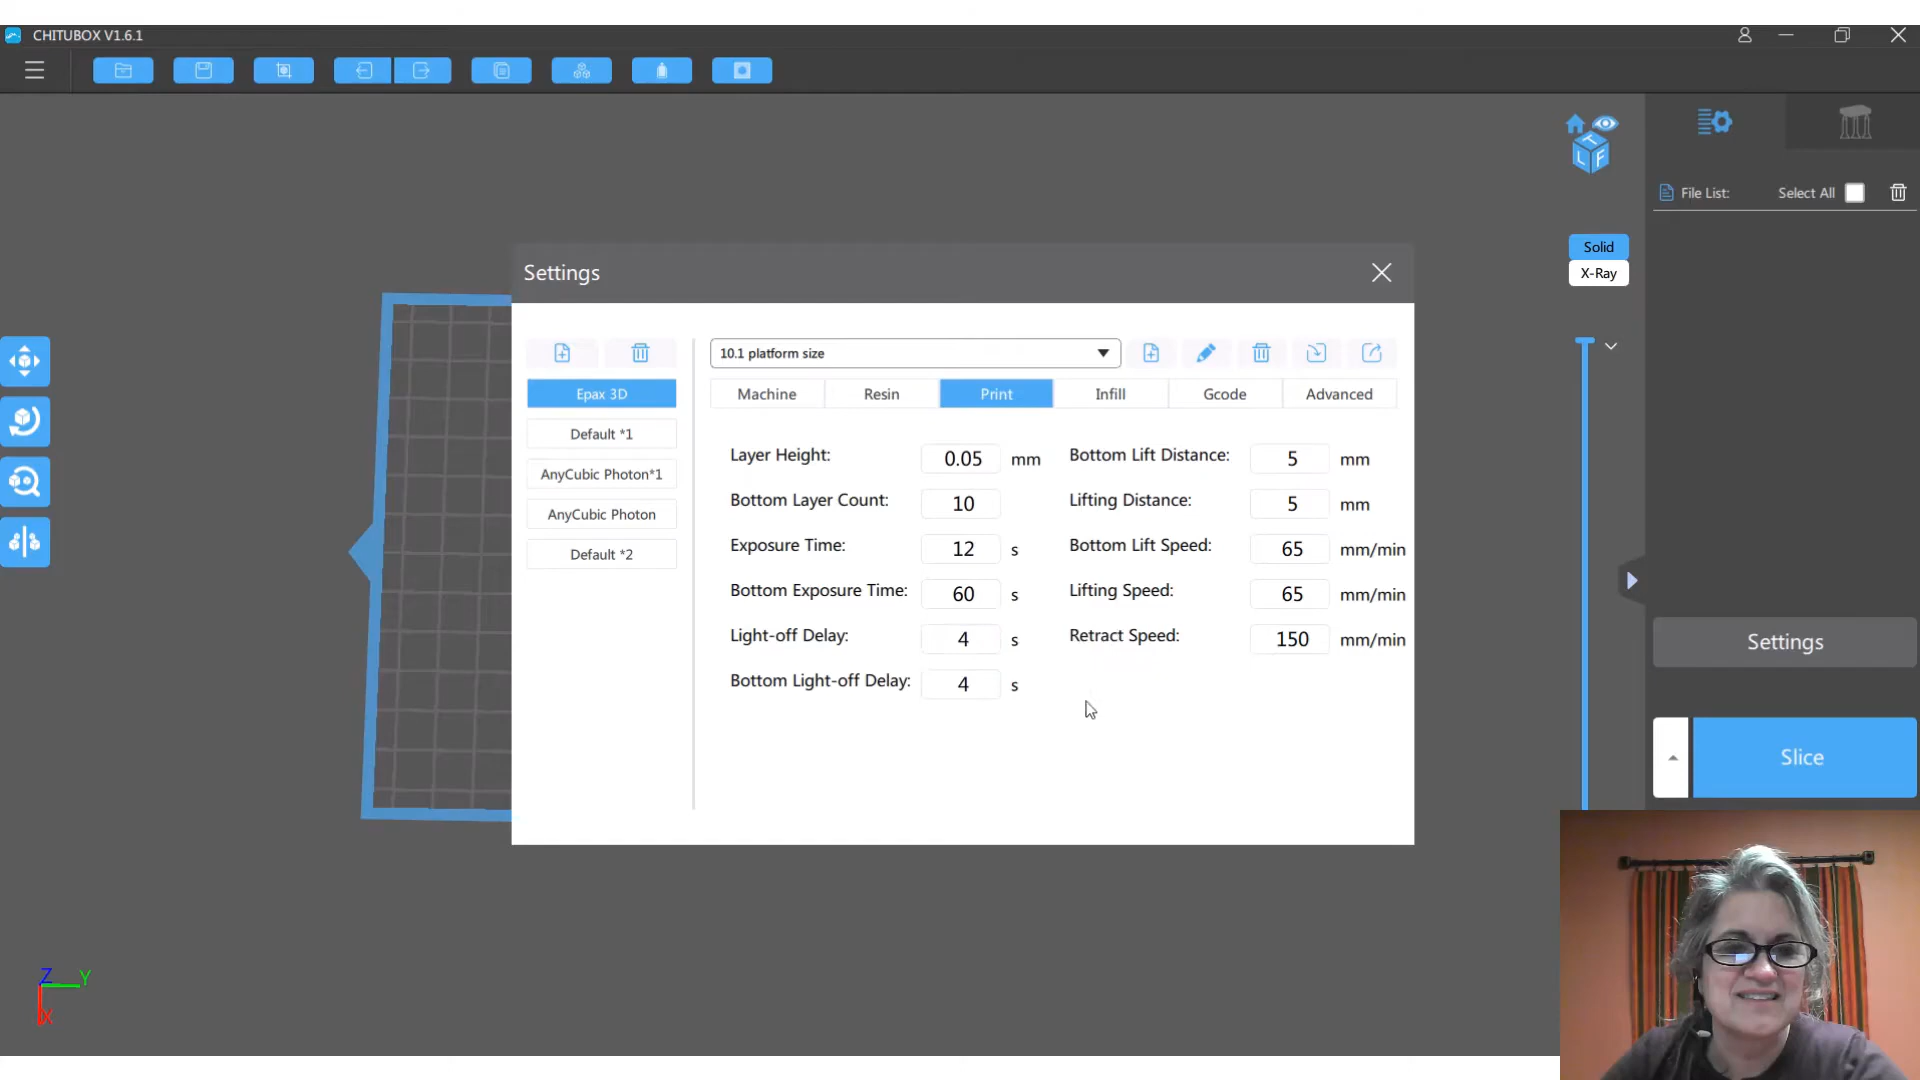 CHITUBOX V1.6.1
File List: Select All
Solid
X-Ray
Settings
10.1 platform size
Epax 3D
Default *1
AnyCubic Photon*1
AnyCubic Photon
Default *2
Machine Resin Print Infill Gcode Advanced
Layer Height: 0.05 mm Bottom Lift Distance: 5 mm
Bottom Layer Count: 10 Lifting Distance: 5 mm
Exposure Time: 12 s Bottom Lift Speed: 65 mm/min
Bottom Exposure Time: 60 s Lifting Speed: 65 mm/min
Light-off Delay: 4 s Retract Speed: 150 mm/min
Bottom Light-off Delay: 4 s
Settings
Slice
T
L F
Z Y
X